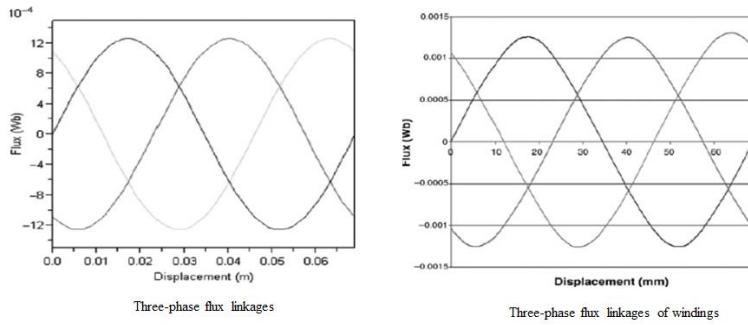 10⁻⁴
12
8
4
0
−4
−8
−12
Flux (Wb)
0.0 0.01 0.02 0.03 0.04 0.05 0.06
Displacement (m)
Three-phase flux linkages
0.0015
0.001
0.0005
0
−0.0005
−0.001
−0.0015
Flux (Wb)
0 10 20 30 40 50 60
Displacement (mm)
Three-phase flux linkages of windings